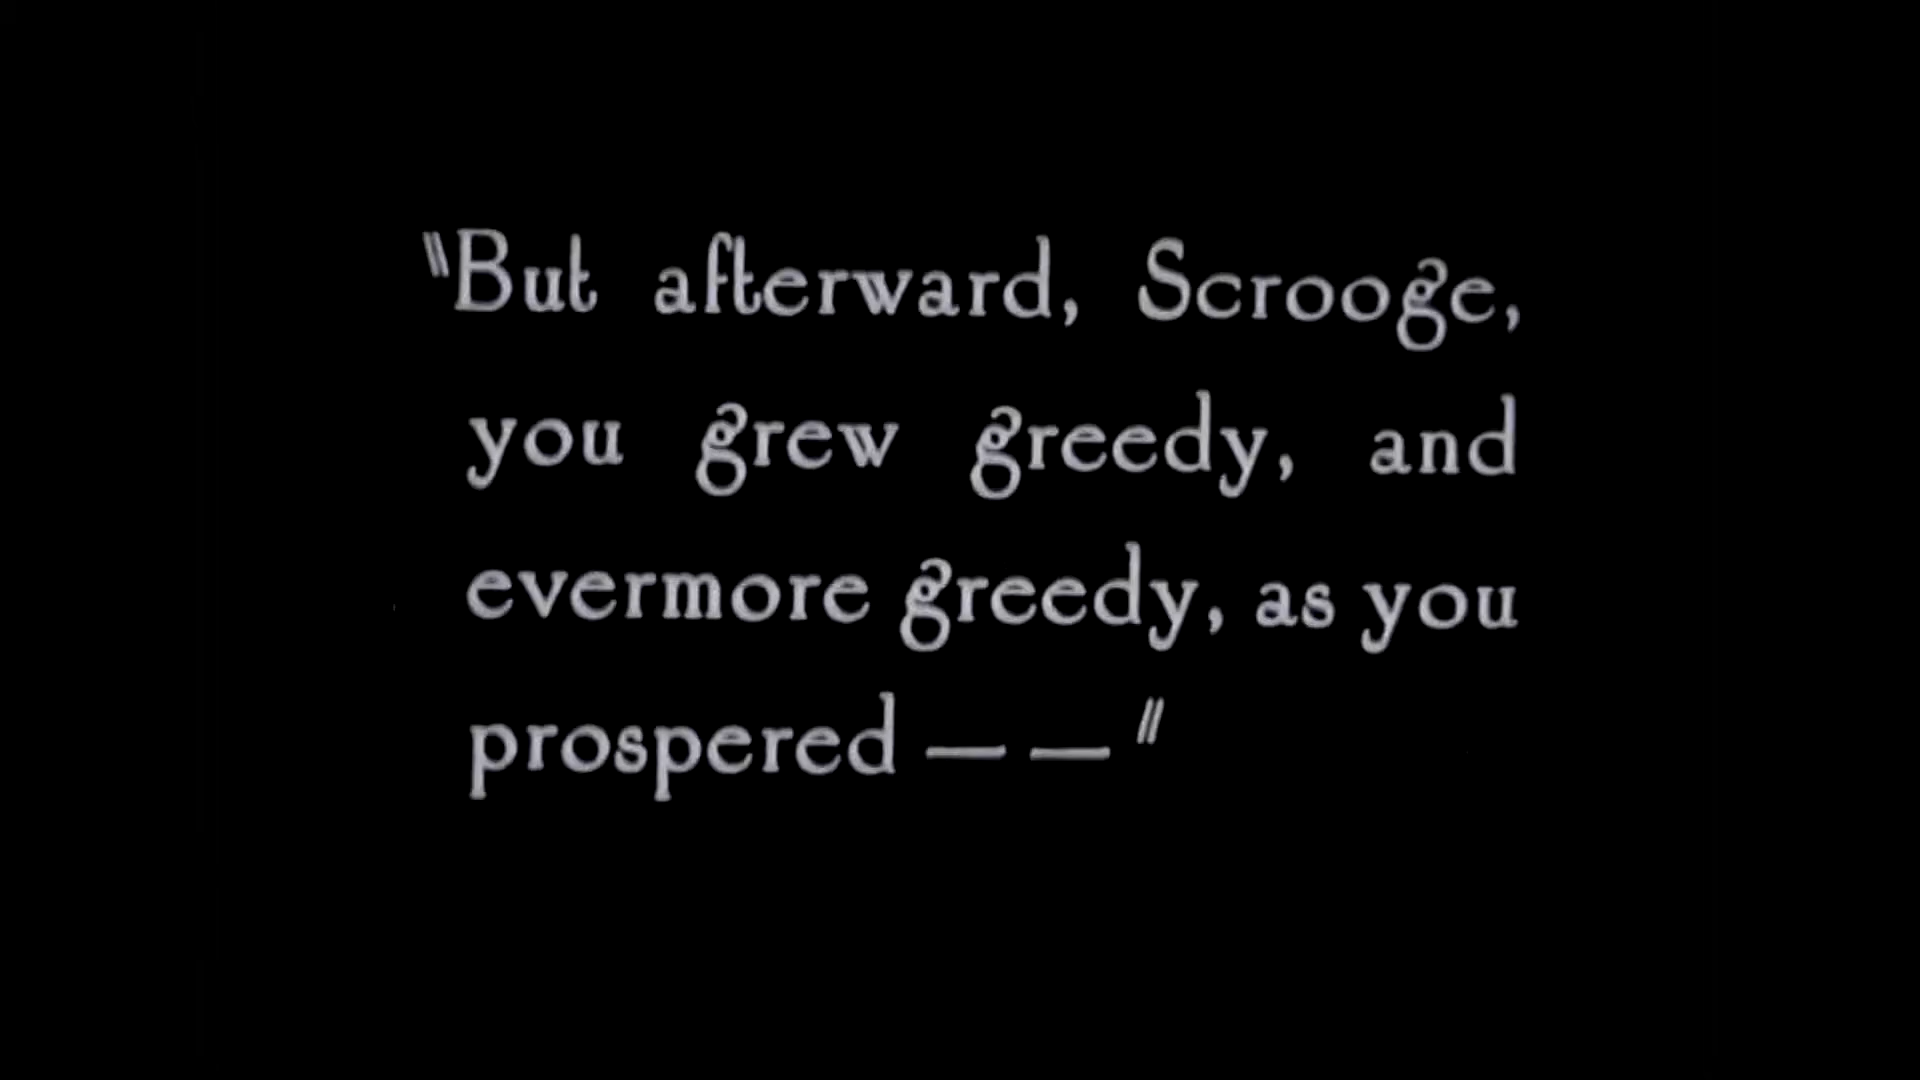 "But afterward, Scrooge,
you grew greedy, and
evermore greedy, as you
prospered — — "